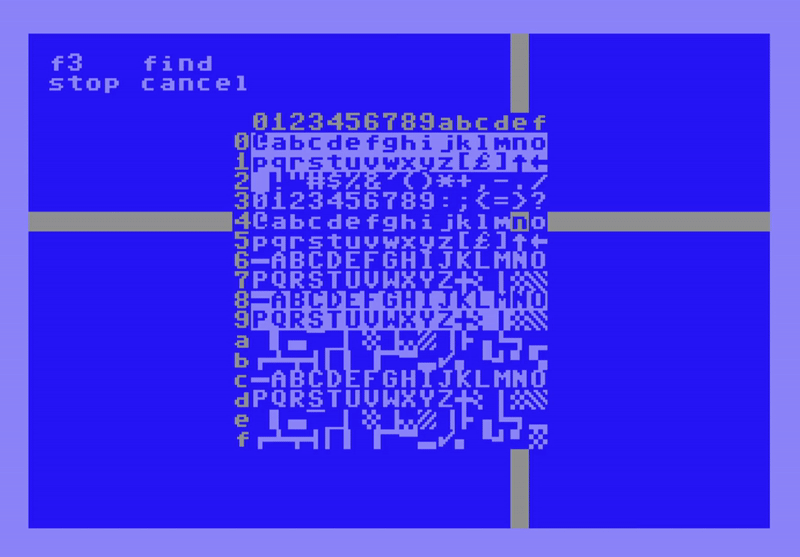 f3 find
stop cancel
0123456789abcdef
0@abcdefghijklmno
1pqrstuvwxyz[£]↑←
2 !"#$%&'()*+,-./
30123456789:;<=>?
4@abcdefghijklmno
5pqrstuvwxyz[£]↑←
6─ABCDEFGHIJKLMNO
7PQRSTUVWXYZ
8─ABCDEFGHIJKLMNO
9PQRSTUVWXYZ
a
b
c─ABCDEFGHIJKLMNO
dPQRSTUVWXYZ
e
f